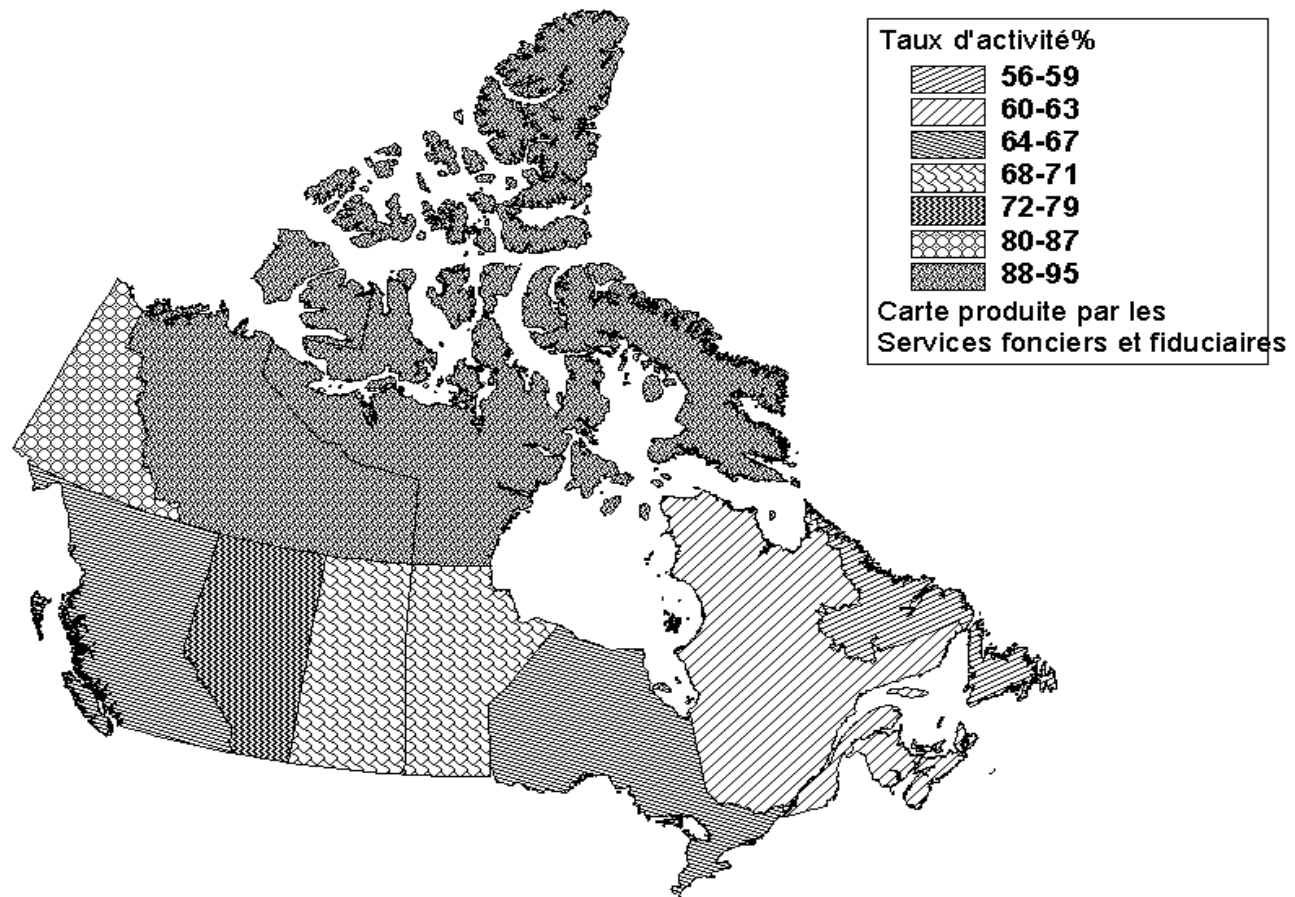 Taux d'activité%
56-59
60-63
64-67
68-71
72-79
80-87
88-95
Carte produite par les
Services fonciers et fiduciaires